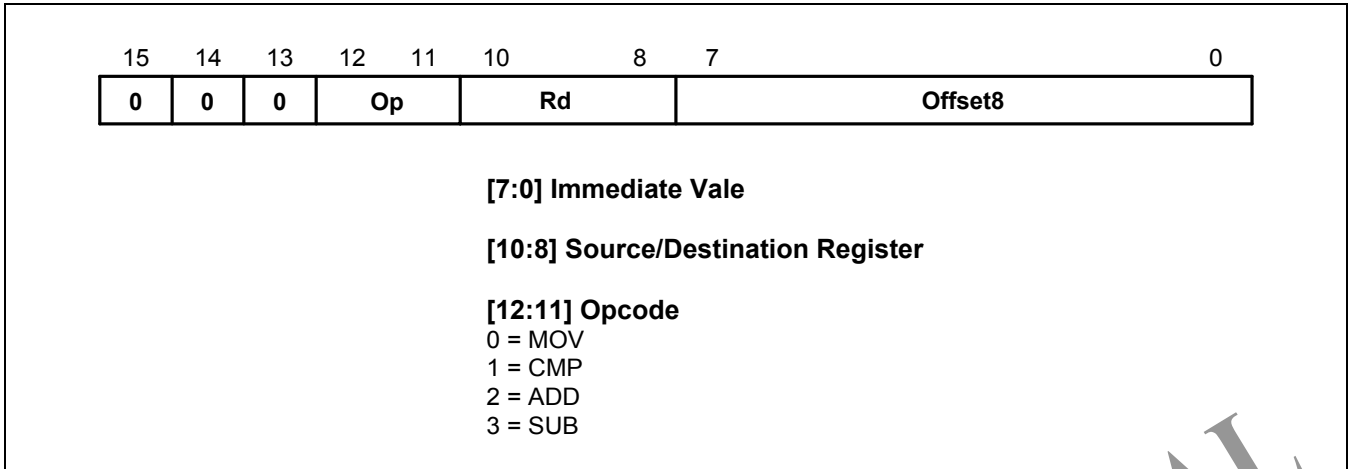 15 14 13 12 11 10 8 7 0
0 0 0 Op Rd Offset8
[7:0] Immediate Vale
[10:8] Source/Destination Register
[12:11] Opcode
0 = MOV
1 = CMP
2 = ADD
3 = SUB